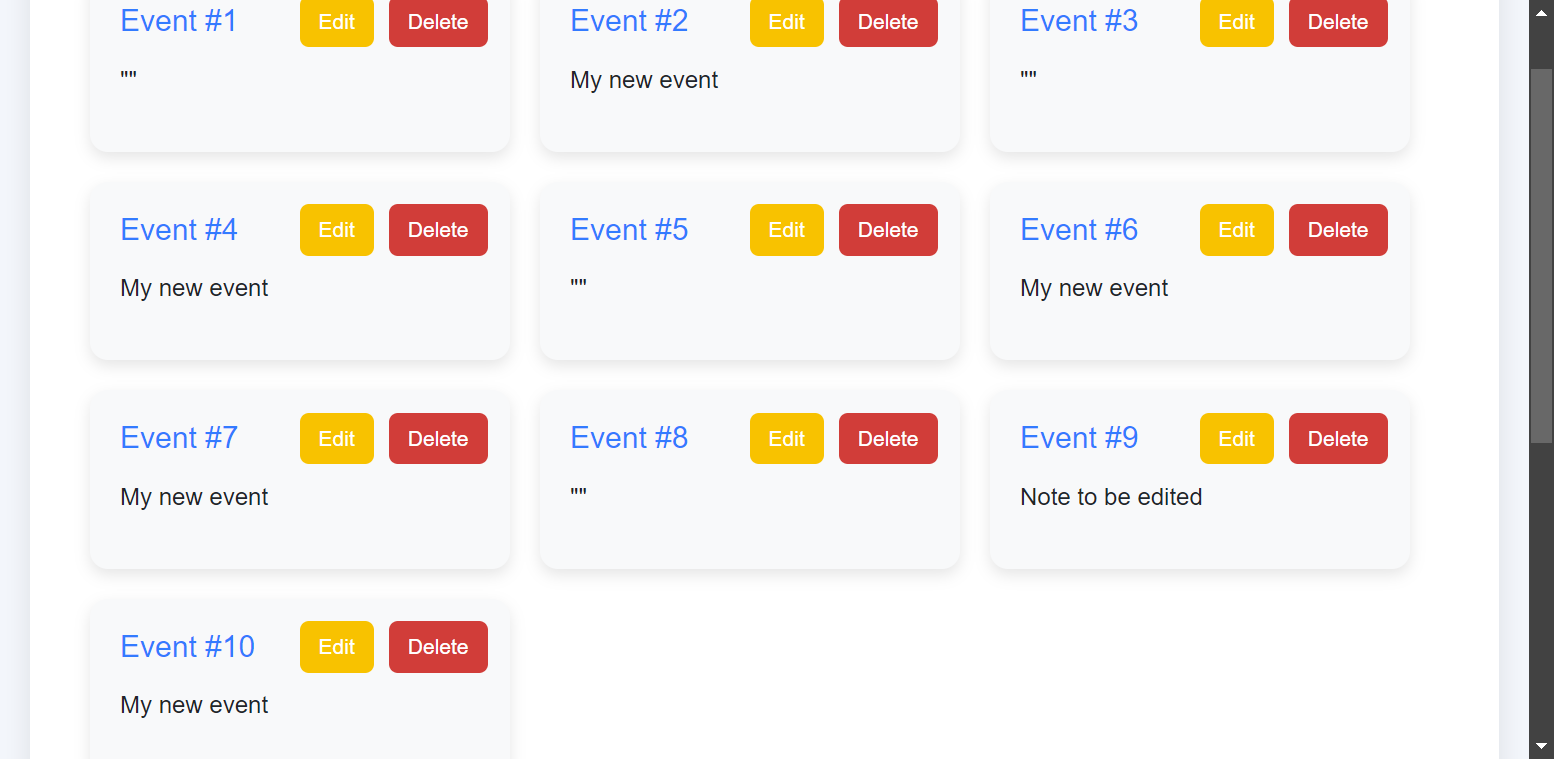 Event #1 Edit Delete Event #2 Edit Delete Event #3 Edit Delete
"" My new event ""
Event #4 Edit Delete Event #5 Edit Delete Event #6 Edit Delete
My new event "" My new event
Event #7 Edit Delete Event #8 Edit Delete Event #9 Edit Delete
My new event "" Note to be edited
Event #10 Edit Delete
My new event